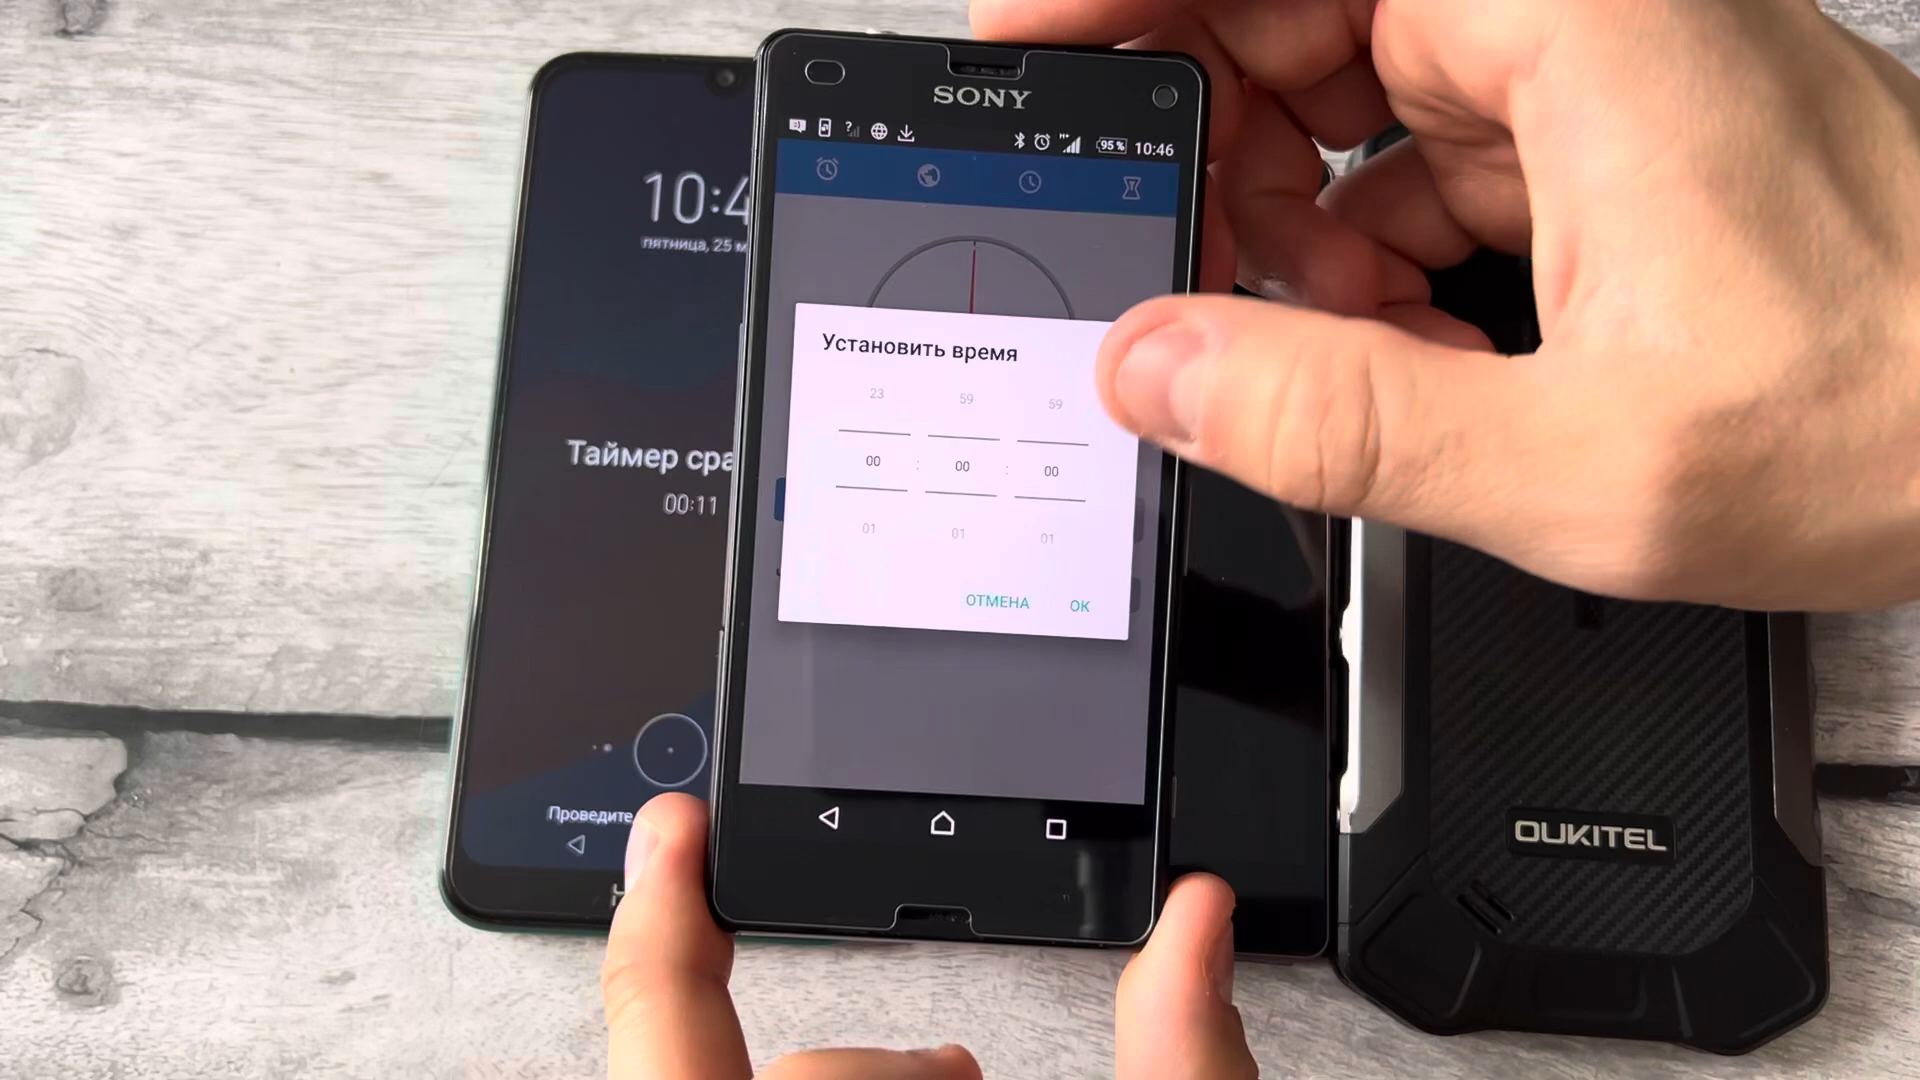 SONY
95 %
10:46
Установить время
23 59 59
00 : 00 : 00
01 01 01
ОТМЕНА ОК
10:4
пятница, 25 м
Таймер сра
00:11
Проведите
OUKITEL